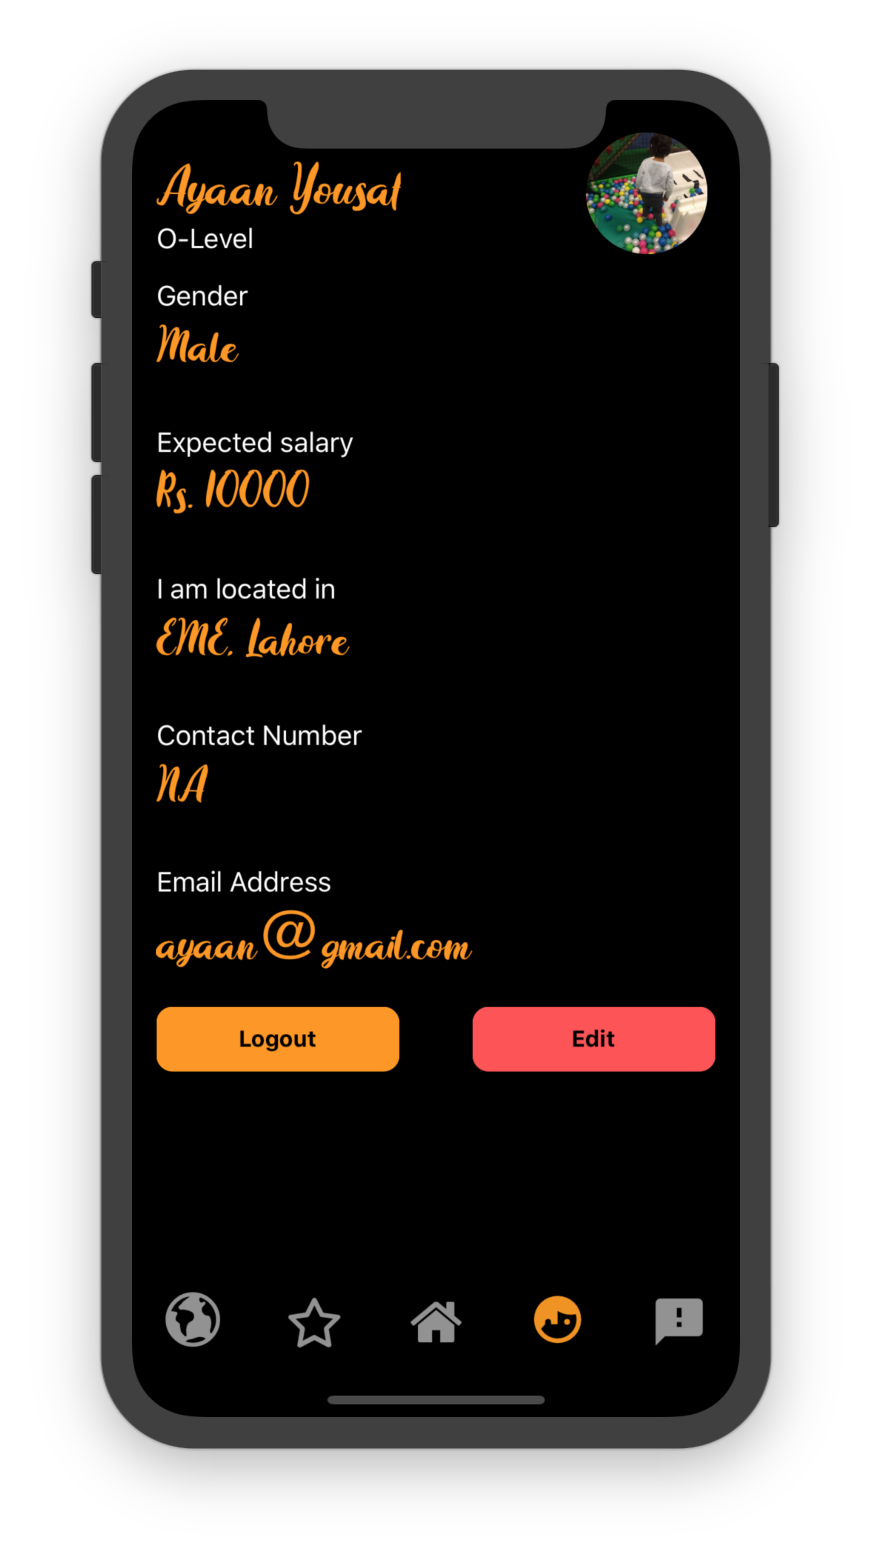 Ayaan Yousaf
O-Level
Gender
Male
Expected salary
Rs. 10000
I am located in
EME, Lahore
Contact Number
NA
Email Address
ayaan@gmail.com
Logout
Edit